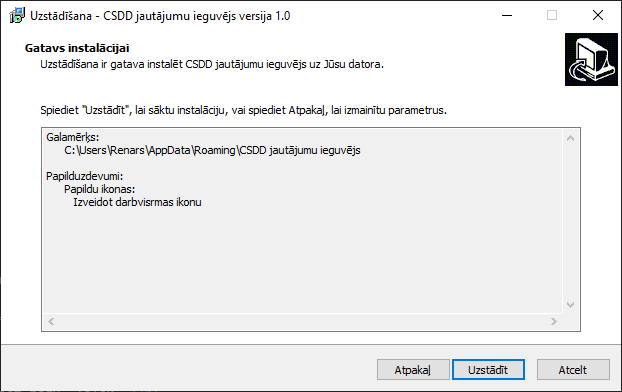 Uzstādīšana - CSDD jautājumu ieguvējs versija 1.0
Gatavs instalācijai
Uzstādīšana ir gatava instalēt CSDD jautājumu ieguvējs uz Jūsu datora.
Spiediet "Uzstādīt", lai sāktu instalāciju, vai spiediet Atpakaļ, lai izmainītu parametrus.
Galamērķs:
C:\Users\Renars\AppData\Roaming\CSDD jautājumu ieguvējs
Papilduzdevumi:
Papildu ikonas:
Izveidot darbvisrmas ikonu
Atpakaļ
Uzstādīt
Atcelt